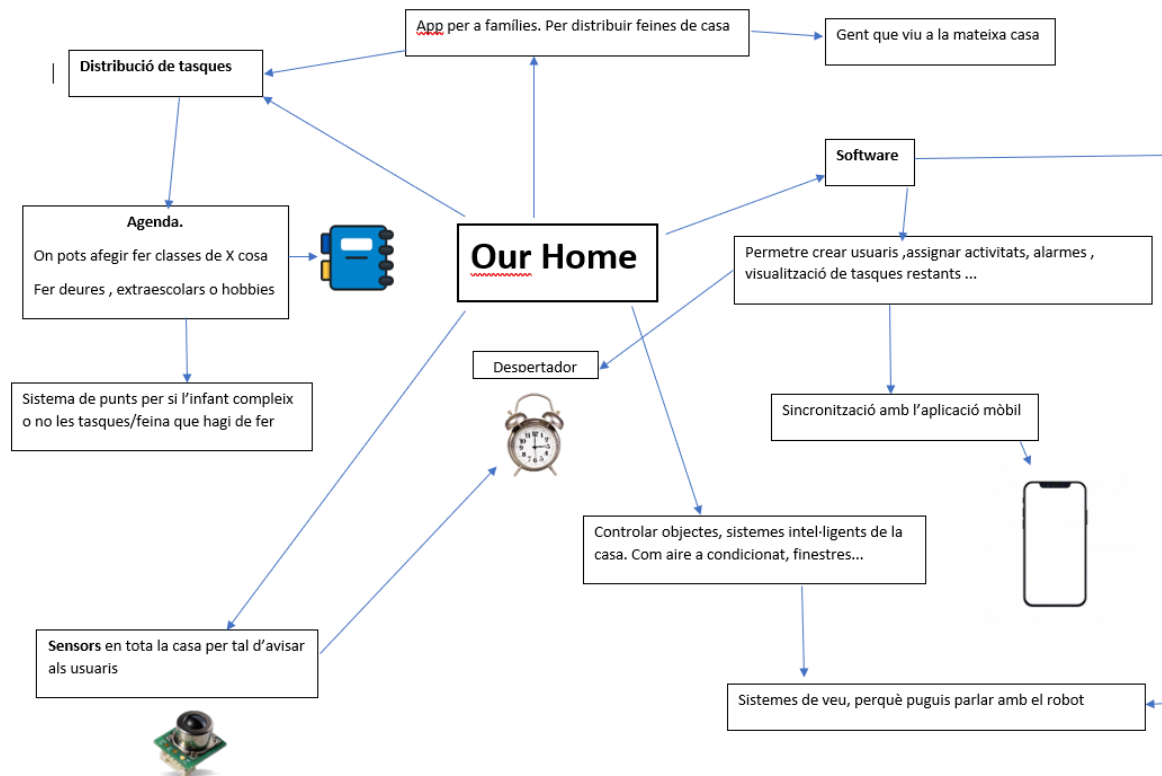 App per a famílies. Per distribuir feines de casa
Gent que viu a la mateixa casa
Distribució de tasques
Software
Agenda.
On pots afegir fer classes de X cosa
Fer deures , extraescolars o hobbies
Our Home
Permetre crear usuaris ,assignar activitats, alarmes ,
visualització de tasques restants ...
Despertador
Sistema de punts per si l’infant compleix
o no les tasques/feina que hagi de fer
Sincronització amb l’aplicació mòbil
Controlar objectes, sistemes intel·ligents de la
casa. Com aire a condicionat, finestres...
Sensors en tota la casa per tal d’avisar
als usuaris
Sistemes de veu, perquè puguis parlar amb el robot